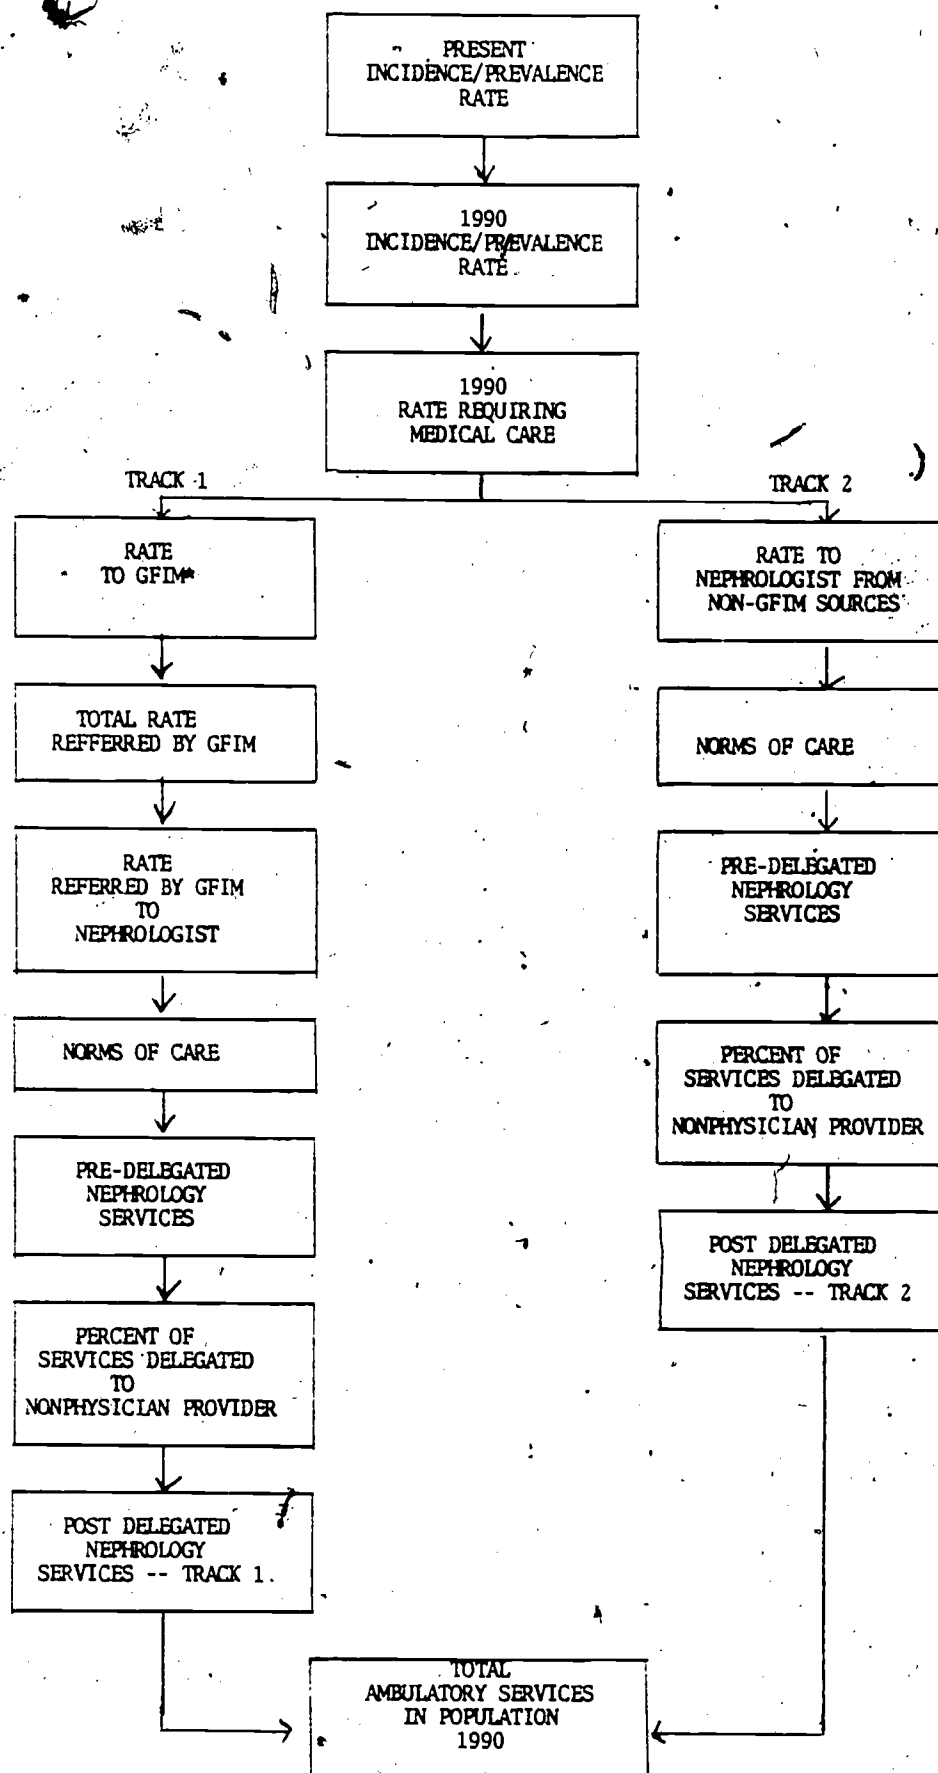 PRESENT
INCIDENCE/PREVALENCE
RATE
1990
INCIDENCE/PREVALENCE
RATE
1990
RATE REQUIRING
MEDICAL CARE
TRACK 1
RATE
TO GFIM*
TOTAL RATE
REFFERRED BY GFIM
RATE
REFERRED BY GFIM
TO
NEPHROLOGIST
NORMS OF CARE
PRE-DELEGATED
NEPHROLOGY
SERVICES
PERCENT OF
SERVICES DELEGATED
TO
NONPHYSICIAN PROVIDER
POST DELEGATED
NEPHROLOGY
SERVICES -- TRACK 1.
TRACK 2
RATE TO
NEPHROLOGIST FROM
NON-GFIM SOURCES
NORMS OF CARE
PRE-DELEGATED
NEPHROLOGY
SERVICES
PERCENT OF
SERVICES DELEGATED
TO
NONPHYSICIAN PROVIDER
POST DELEGATED
NEPHROLOGY
SERVICES -- TRACK 2
TOTAL
AMBULATORY SERVICES
IN POPULATION
1990